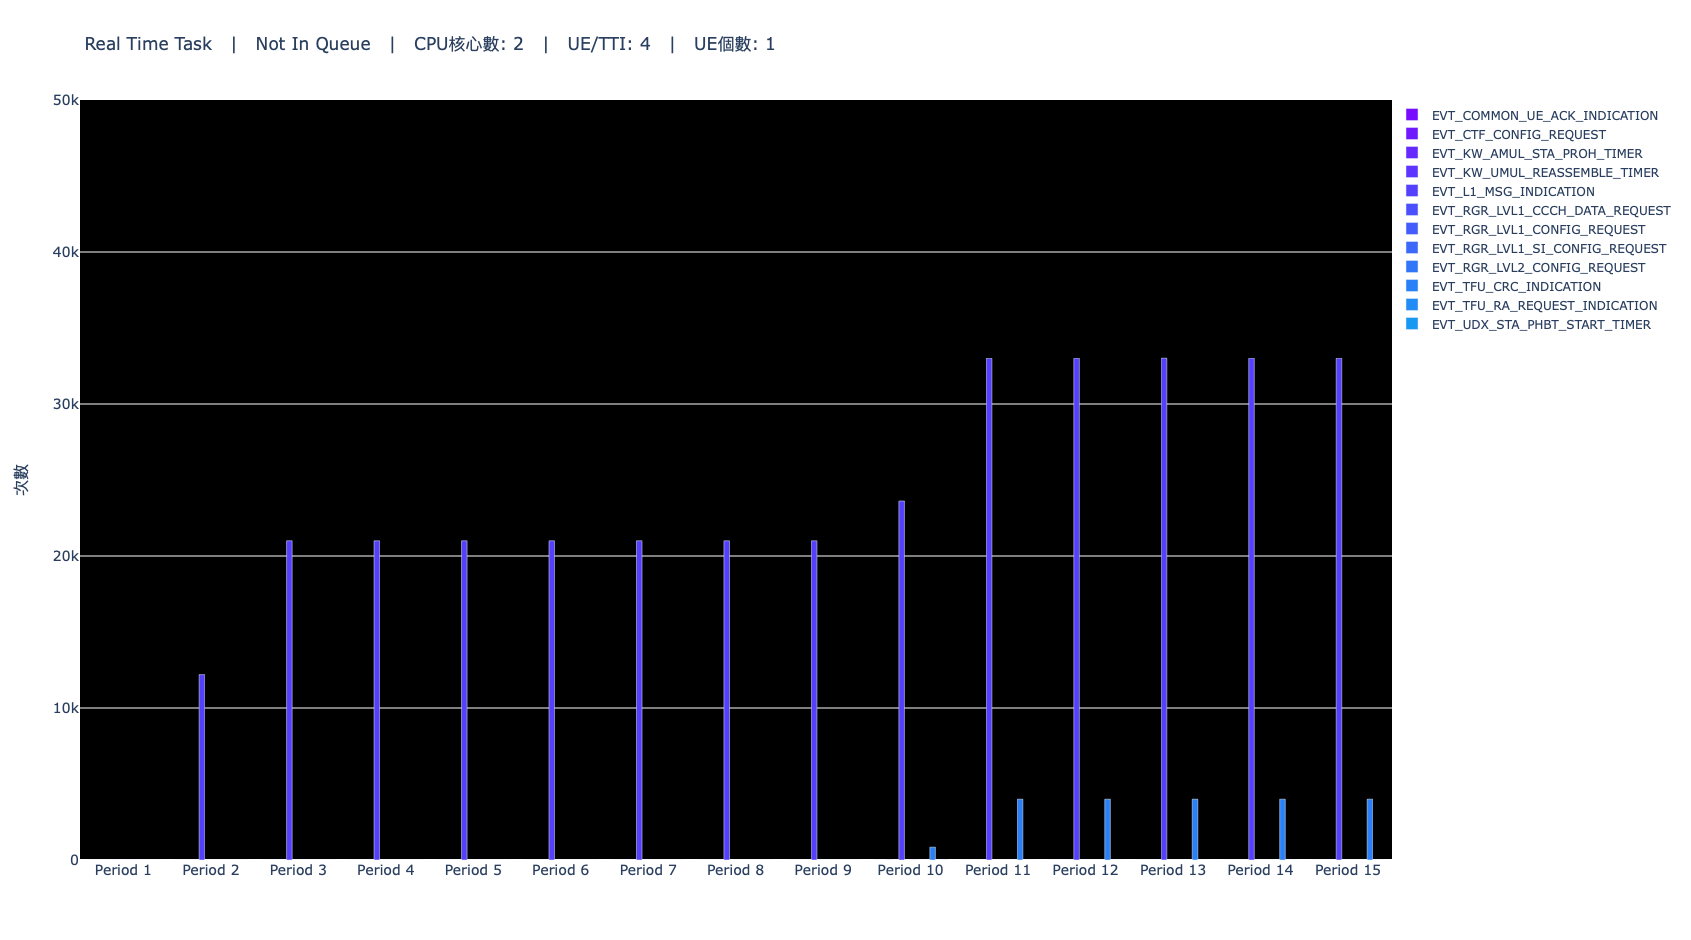 Real Time Task | Not In Queue | CPU核心數: 2 | UE/TTI: 4 | UE個數: 1
50k
40k
30k
20k
10k
0
次數
Period 1 Period 2 Period 3 Period 4 Period 5 Period 6 Period 7 Period 8 Period 9 Period 10 Period 11 Period 12 Period 13 Period 14 Period 15
EVT_COMMON_UE_ACK_INDICATION
EVT_CTF_CONFIG_REQUEST
EVT_KW_AMUL_STA_PROH_TIMER
EVT_KW_UMUL_REASSEMBLE_TIMER
EVT_L1_MSG_INDICATION
EVT_RGR_LVL1_CCCH_DATA_REQUEST
EVT_RGR_LVL1_CONFIG_REQUEST
EVT_RGR_LVL1_SI_CONFIG_REQUEST
EVT_RGR_LVL2_CONFIG_REQUEST
EVT_TFU_CRC_INDICATION
EVT_TFU_RA_REQUEST_INDICATION
EVT_UDX_STA_PHBT_START_TIMER